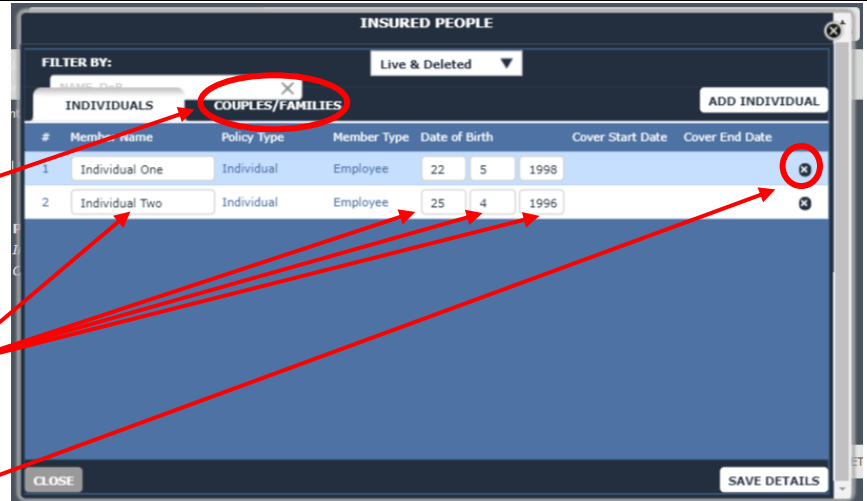 INSURED PEOPLE
FILTER BY:
Live & Deleted
INDIVIDUALS
COUPLES/FAMILIES
ADD INDIVIDUAL
# Member Name Policy Type Member Type Date of Birth Cover Start Date Cover End Date
1 Individual One Individual Employee 22 5 1998
2 Individual Two Individual Employee 25 4 1996
CLOSE
SAVE DETAILS